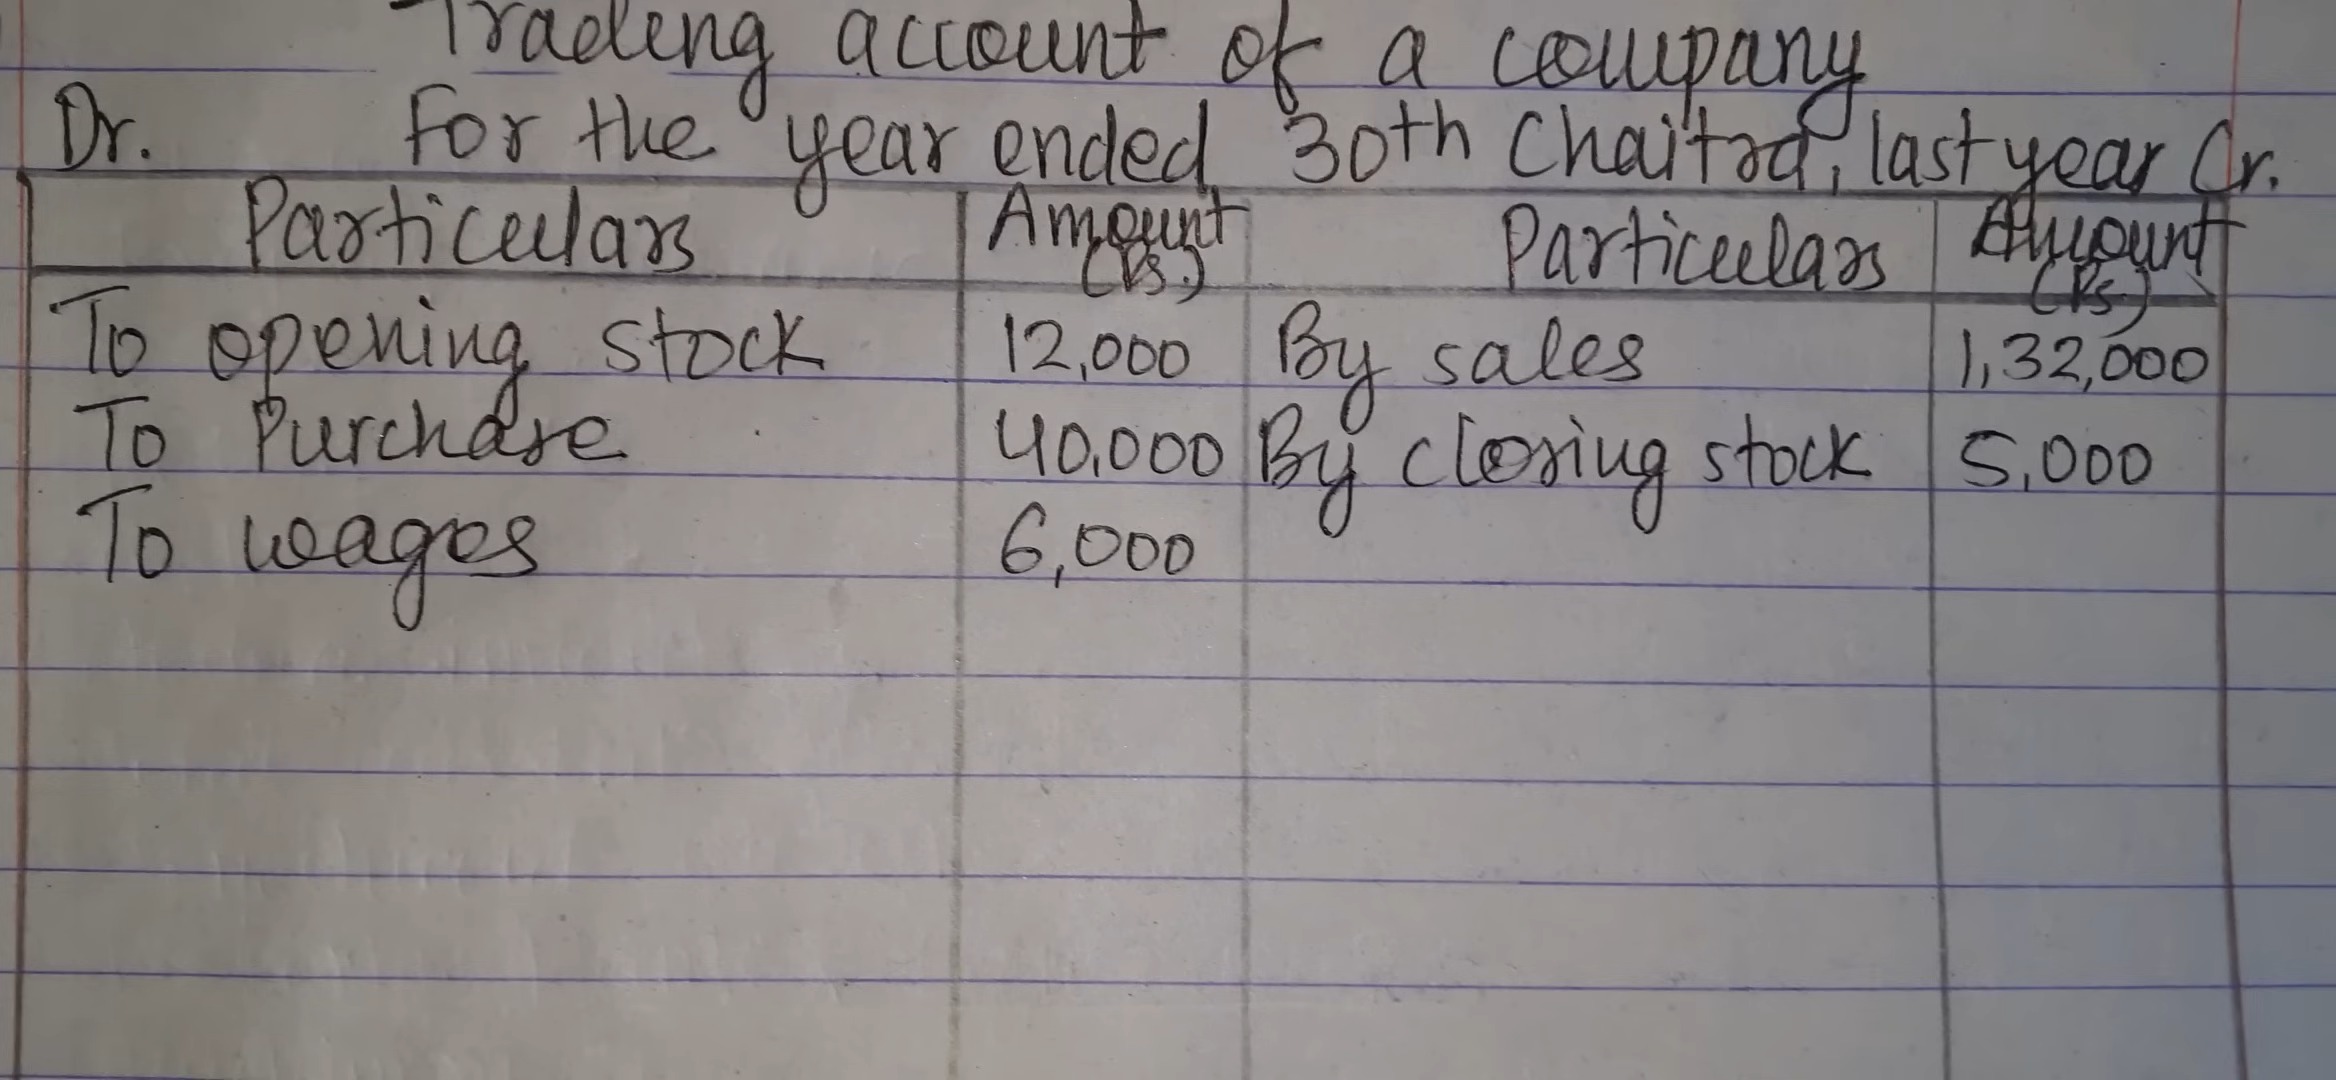 Trading account of a company
Dr. For the year ended 30th Chaitra, last year Cr.
Particulars Amount (Rs.) Particulars Amount (Rs)
To opening stock 12,000 By sales 1,32,000
To Purchase 40,000 By closing stock 5,000
To wages 6,000